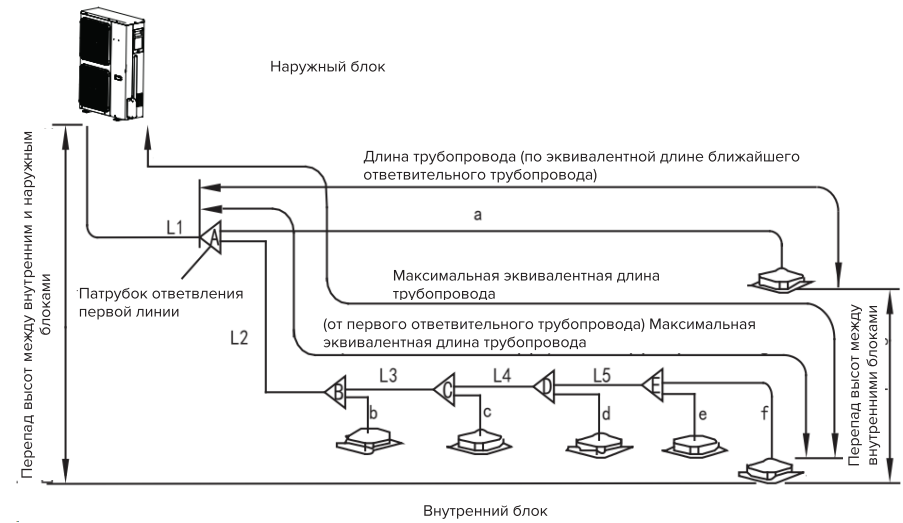 Наружный блок
Длина трубопровода (по эквивалентной длине ближайшего
ответвительного трубопровода)
a
L1
A
Патрубок ответвления
первой линии
Максимальная эквивалентная длина
трубопровода
(от первого ответвительного трубопровода) Максимальная
эквивалентная длина трубопровода
L2
L3
L4
L5
B
C
D
E
b
c
d
e
f
Перепад высот между внутренним и наружным
блоками
Перепад высот между
внутренними блоками
Внутренний блок